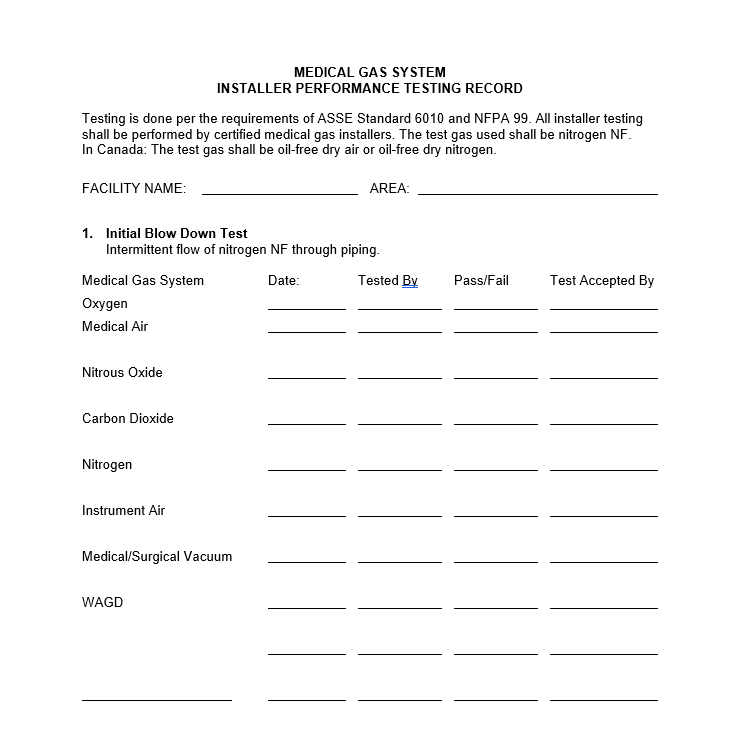 MEDICAL GAS SYSTEM
INSTALLER PERFORMANCE TESTING RECORD
Testing is done per the requirements of ASSE Standard 6010 and NFPA 99. All installer testing
shall be performed by certified medical gas installers. The test gas used shall be nitrogen NF.
In Canada: The test gas shall be oil-free dry air or oil-free dry nitrogen.
FACILITY NAME: AREA:
1. Initial Blow Down Test
Intermittent flow of nitrogen NF through piping.
Medical Gas System Date: Tested By Pass/Fail Test Accepted By
Oxygen
Medical Air
Nitrous Oxide
Carbon Dioxide
Nitrogen
Instrument Air
Medical/Surgical Vacuum
WAGD